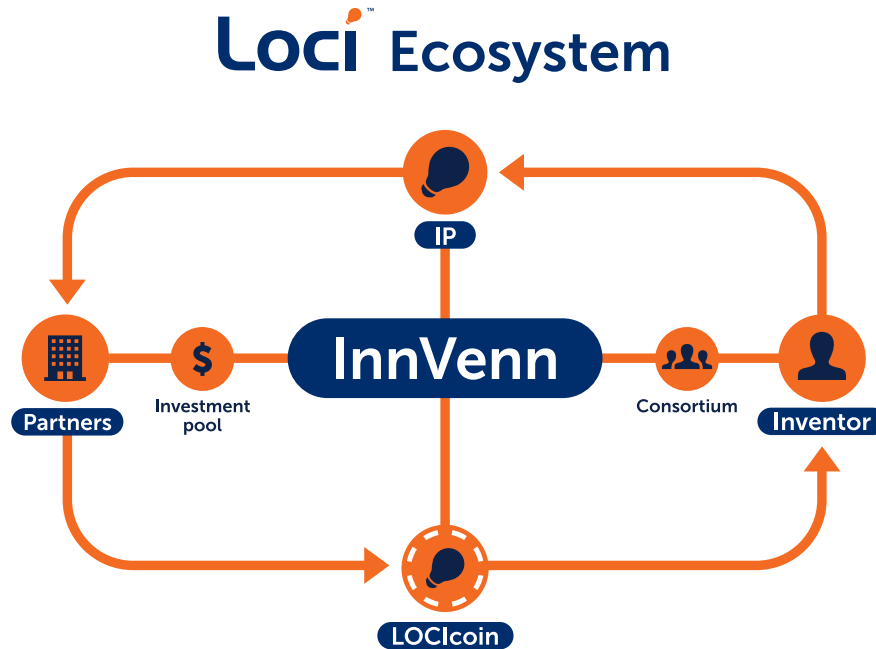 Loci™ Ecosystem
IP
InnVenn
$
Partners
Investment
pool
Consortium
Inventor
LOCIcoin